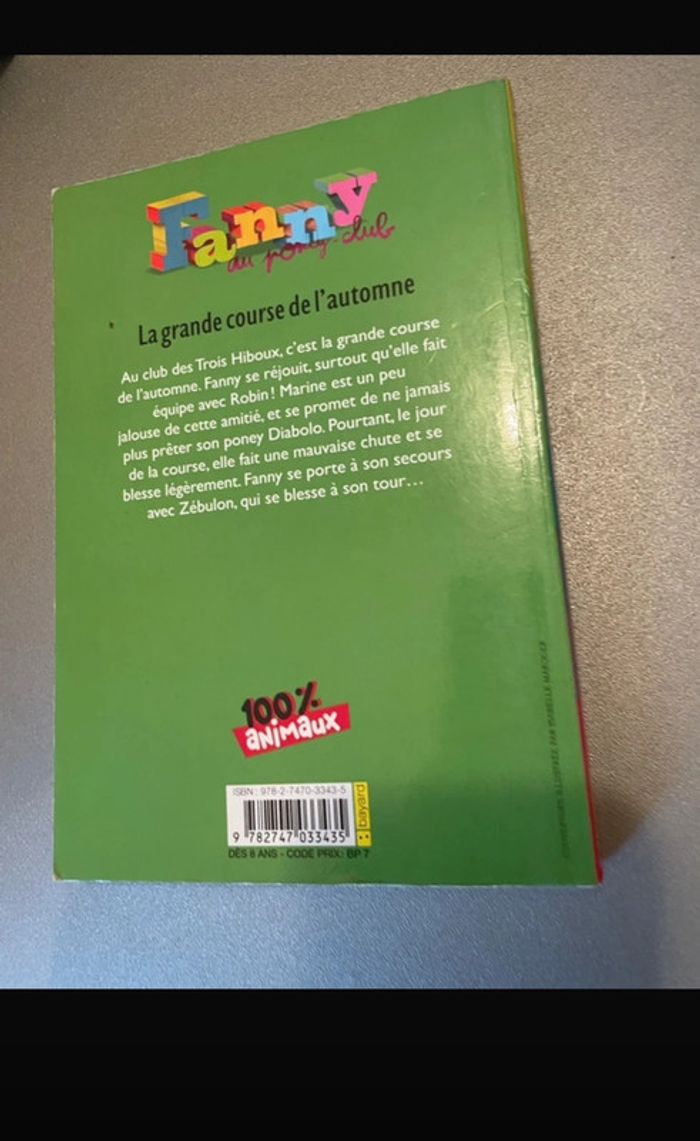 Fanny
au poney-club
La grande course de l'automne
Au club des Trois Hiboux, c'est la grande course
de l'automne. Fanny se réjouit, surtout qu'elle fait
équipe avec Robin ! Marine est un peu
jalouse de cette amitié, et se promet de ne jamais
plus prêter son poney Diabolo. Pourtant, le jour
de la course, elle fait une mauvaise chute et se
blesse légèrement. Fanny se porte à son secours
avec Zébulon, qui se blesse à son tour...
100%
animaux
ISBN : 978-2-7470-3343-5
bayard
9 782747 033435
DÈS 8 ANS - CODE PRIX: BP 7